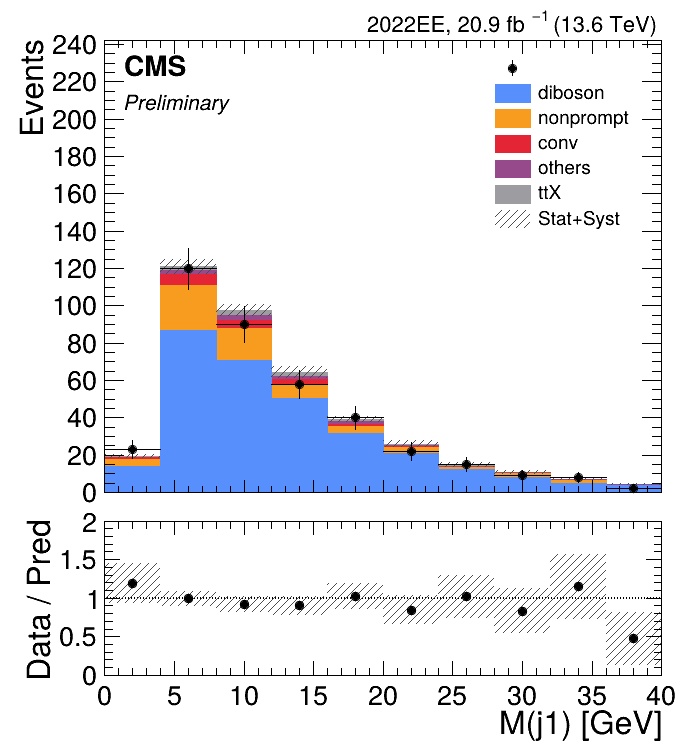 2022EE, 20.9 fb⁻¹ (13.6 TeV)
CMS
Preliminary
Events
240
220
200
180
160
140
120
100
80
60
40
20
0
diboson
nonprompt
conv
others
ttX
Stat+Syst
Data / Pred
2
1.5
1
0.5
0
0 5 10 15 20 25 30 35 40
M(j1) [GeV]